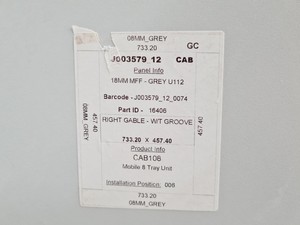 08MM_GREY
733.20
GC
J003579_12 CAB
Panel Info
18MM MFF - GREY U112
Barcode - J003579_12_0074
Part ID - 16406
RIGHT GABLE - WIT GROOVE
733.20 X 457.40
Product Info
CAB106
Mobile 8 Tray Unit
Installation Position: 006
733.20
08MM_GREY
08MM_GREY
457.40
457.40